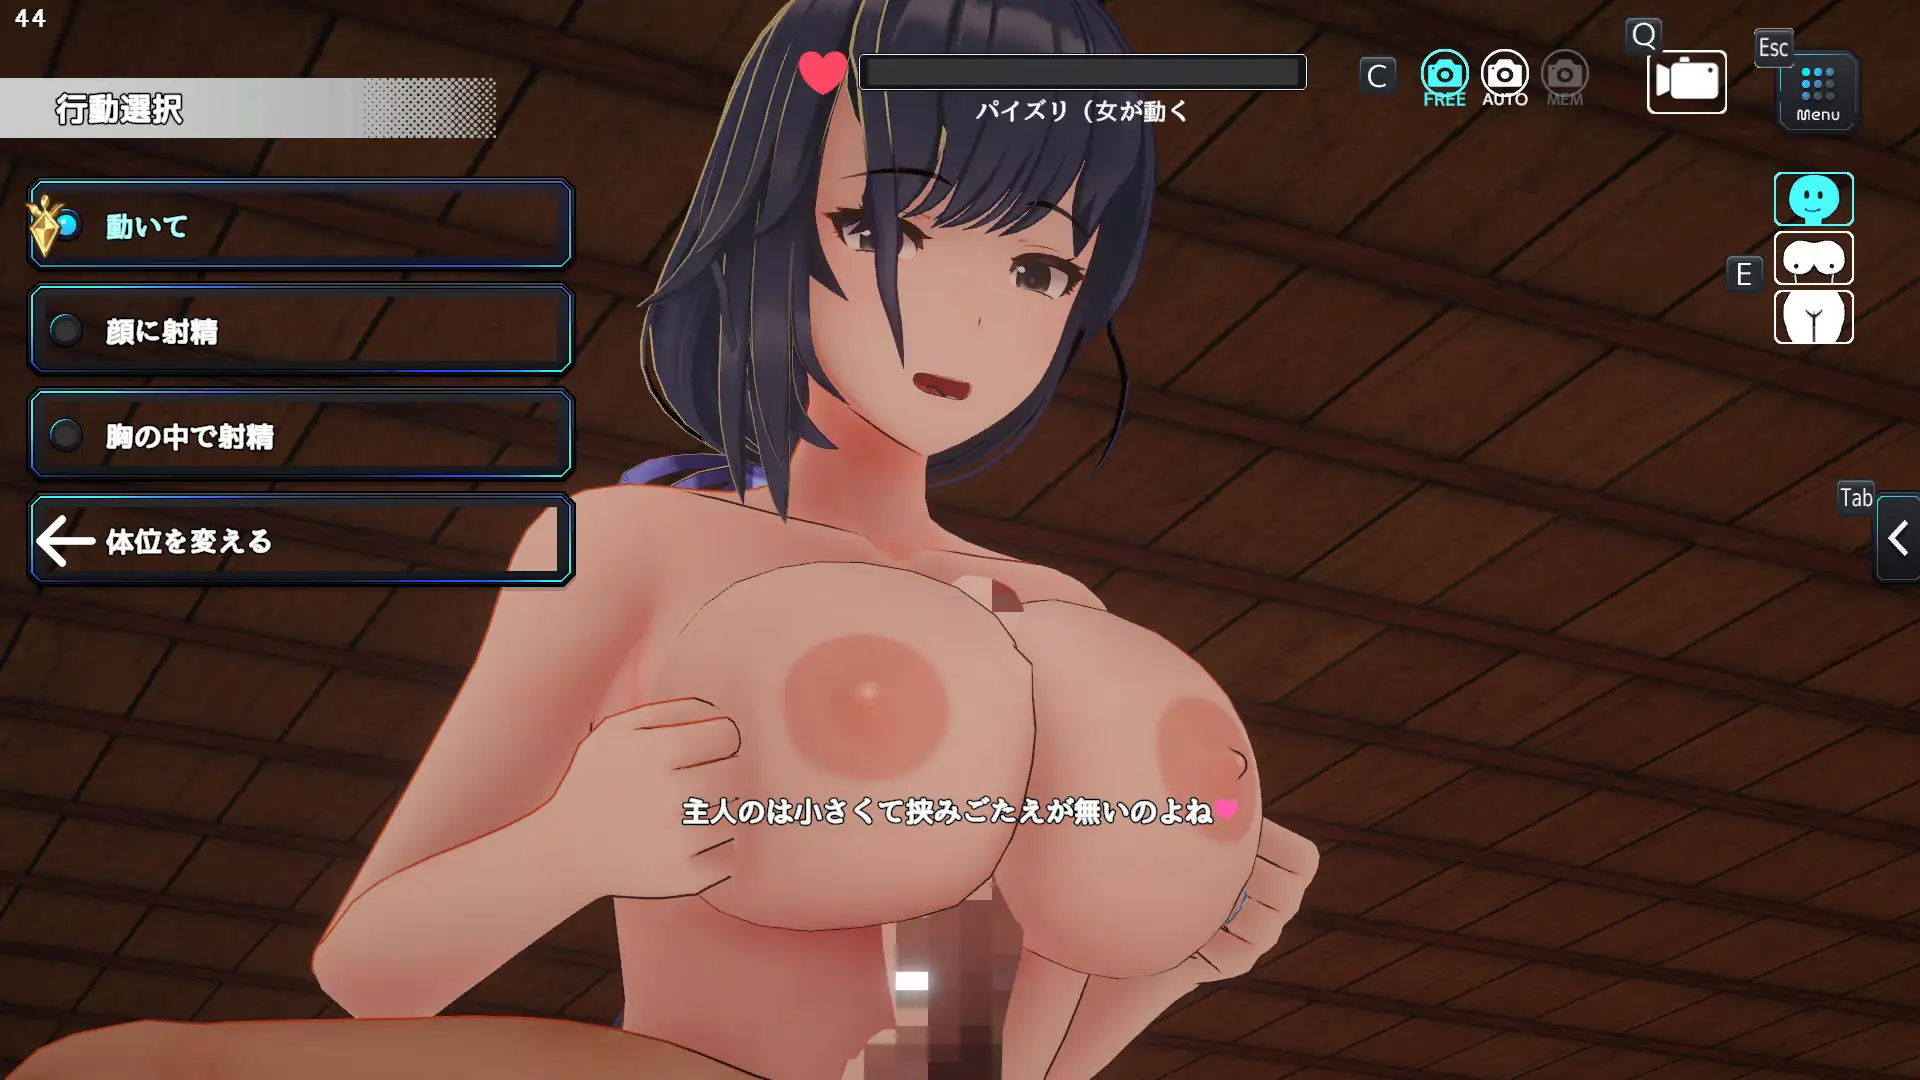 44
Q
Esc
C
FREE
AUTO
MEM
Menu
行動選択
パイズリ（女が動く
動いて
E
顔に射精
胸の中で射精
Tab
体位を変える
主人のは小さくて挟みごたえが無いのよね